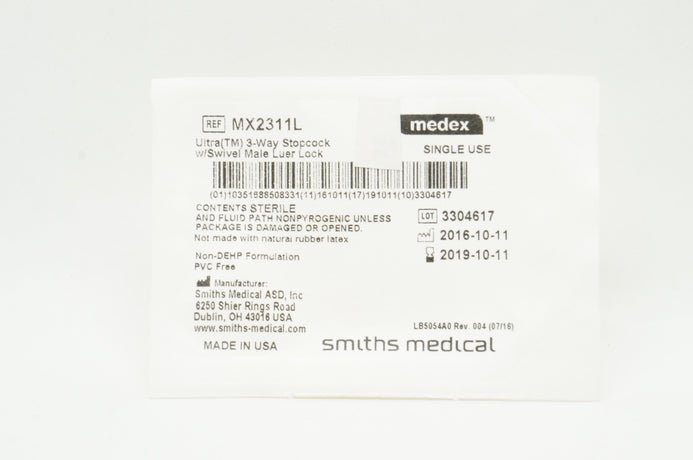 REF MX2311L
medex™
Ultra(TM) 3-Way Stopcock
w/Swivel Male Luer Lock
SINGLE USE
(01)10351688508331(11)161011(17)191011(10)3304617
CONTENTS STERILE
AND FLUID PATH NONPYROGENIC UNLESS
PACKAGE IS DAMAGED OR OPENED.
Not made with natural rubber latex
LOT 3304617
2016-10-11
2019-10-11
Non-DEHP Formulation
PVC Free
Manufacturer:
Smiths Medical ASD, Inc
6250 Shier Rings Road
Dublin, OH 43016 USA
www.smiths-medical.com
LB5054A0 Rev. 004 (07/16)
MADE IN USA
smiths medical